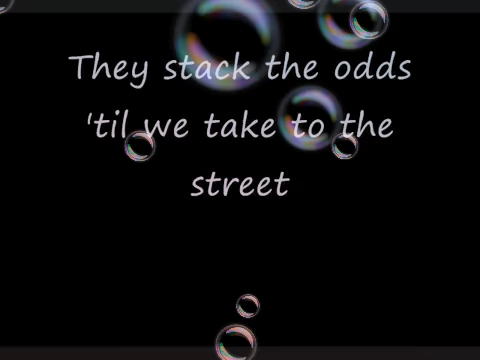 They stack the odds
'til we take to the
street